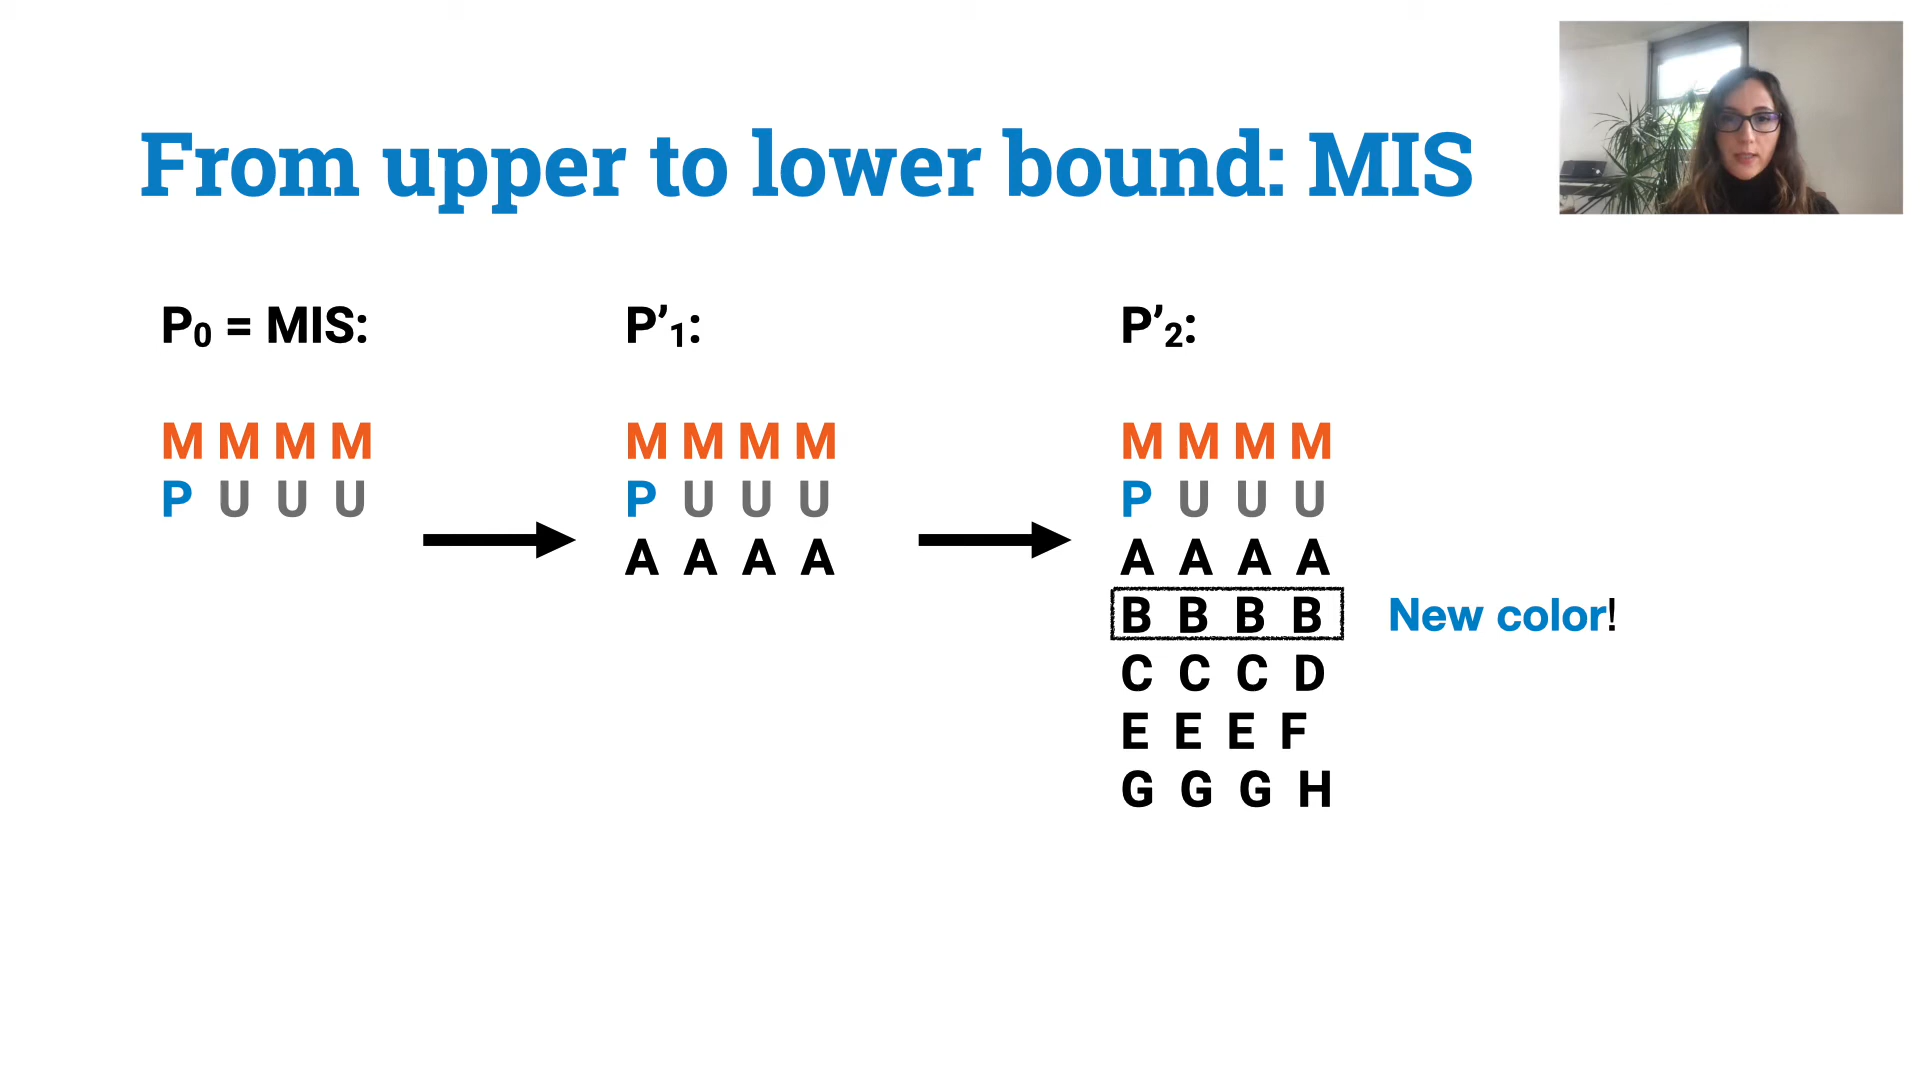 From upper to lower bound: MIS
P₀ = MIS:
M M M M
P U U U
P’₁:
M M M M
P U U U
A A A A
P’₂:
M M M M
P U U U
A A A A
B B B B
New color!
C C C D
E E E F
G G G H